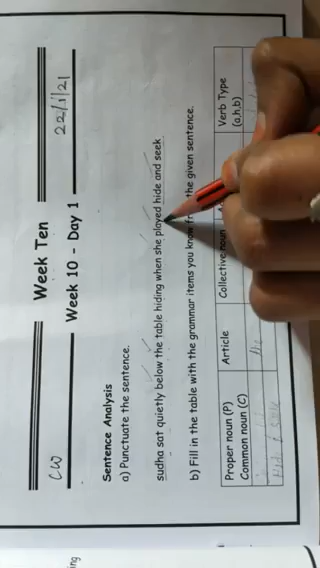 Week Ten
CW Week 10 - Day 1 22/1/21
Sentence Analysis
a) Punctuate the sentence.
sudha sat quietly below the table hiding when she played hide and seek
b) Fill in the table with the grammar items you know the given sentence.
Proper noun (P)
Common noun (C)
Article
Collective noun
Verb Type
(a,h,b)
the
ing